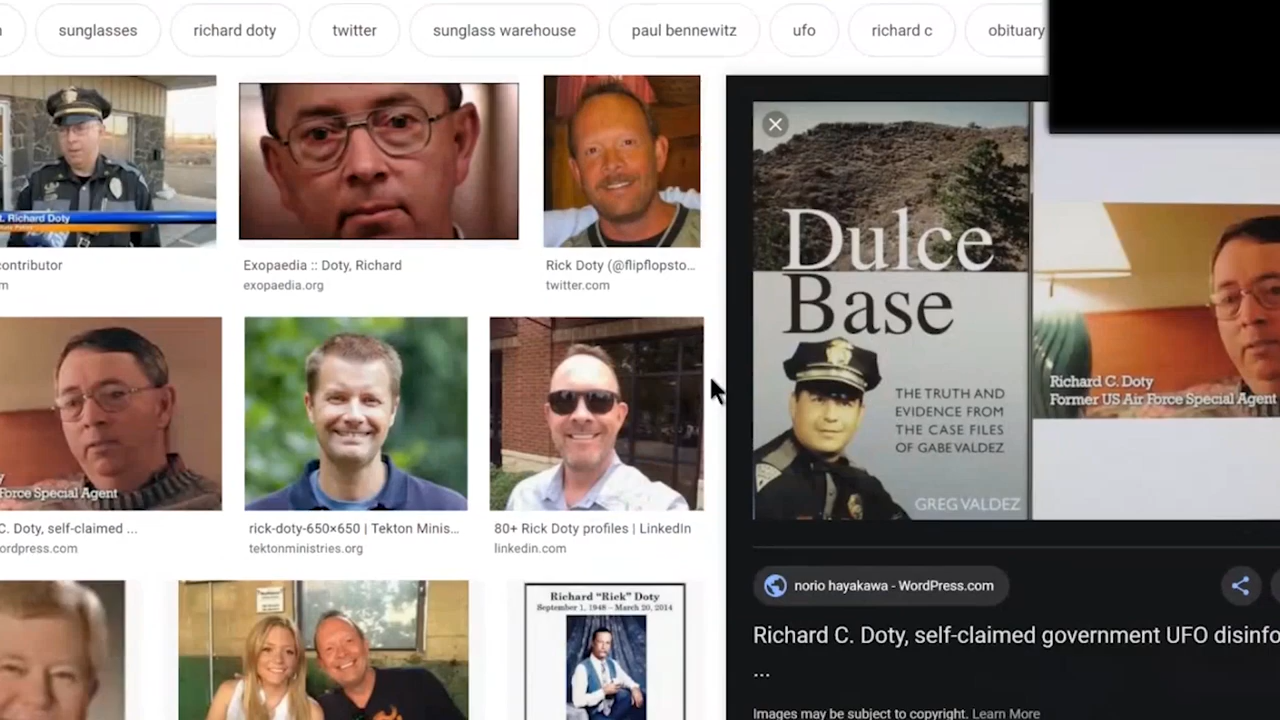 sunglasses
richard doty
twitter
sunglass warehouse
paul bennewitz
ufo
richard c
obituary
t. Richard Doty
contributor
Exopaedia :: Doty, Richard
exopaedia.org
Rick Doty (@flipflopsto...
twitter.com
Force Special Agent
C. Doty, self-claimed ...
ordpress.com
rick-doty-650×650 | Tekton Minis...
tektonministries.org
80+ Rick Doty profiles | LinkedIn
linkedin.com
Richard “Rick” Doty
September 1, 1948 – March 20, 2014
Dulce
Base
THE TRUTH AND
EVIDENCE FROM
THE CASE FILES
OF GABE VALDEZ
GREG VALDEZ
Richard C. Doty
Former US Air Force Special Agent
norio hayakawa - WordPress.com
Richard C. Doty, self-claimed government UFO disinfo
...
Images may be subject to copyright. Learn More